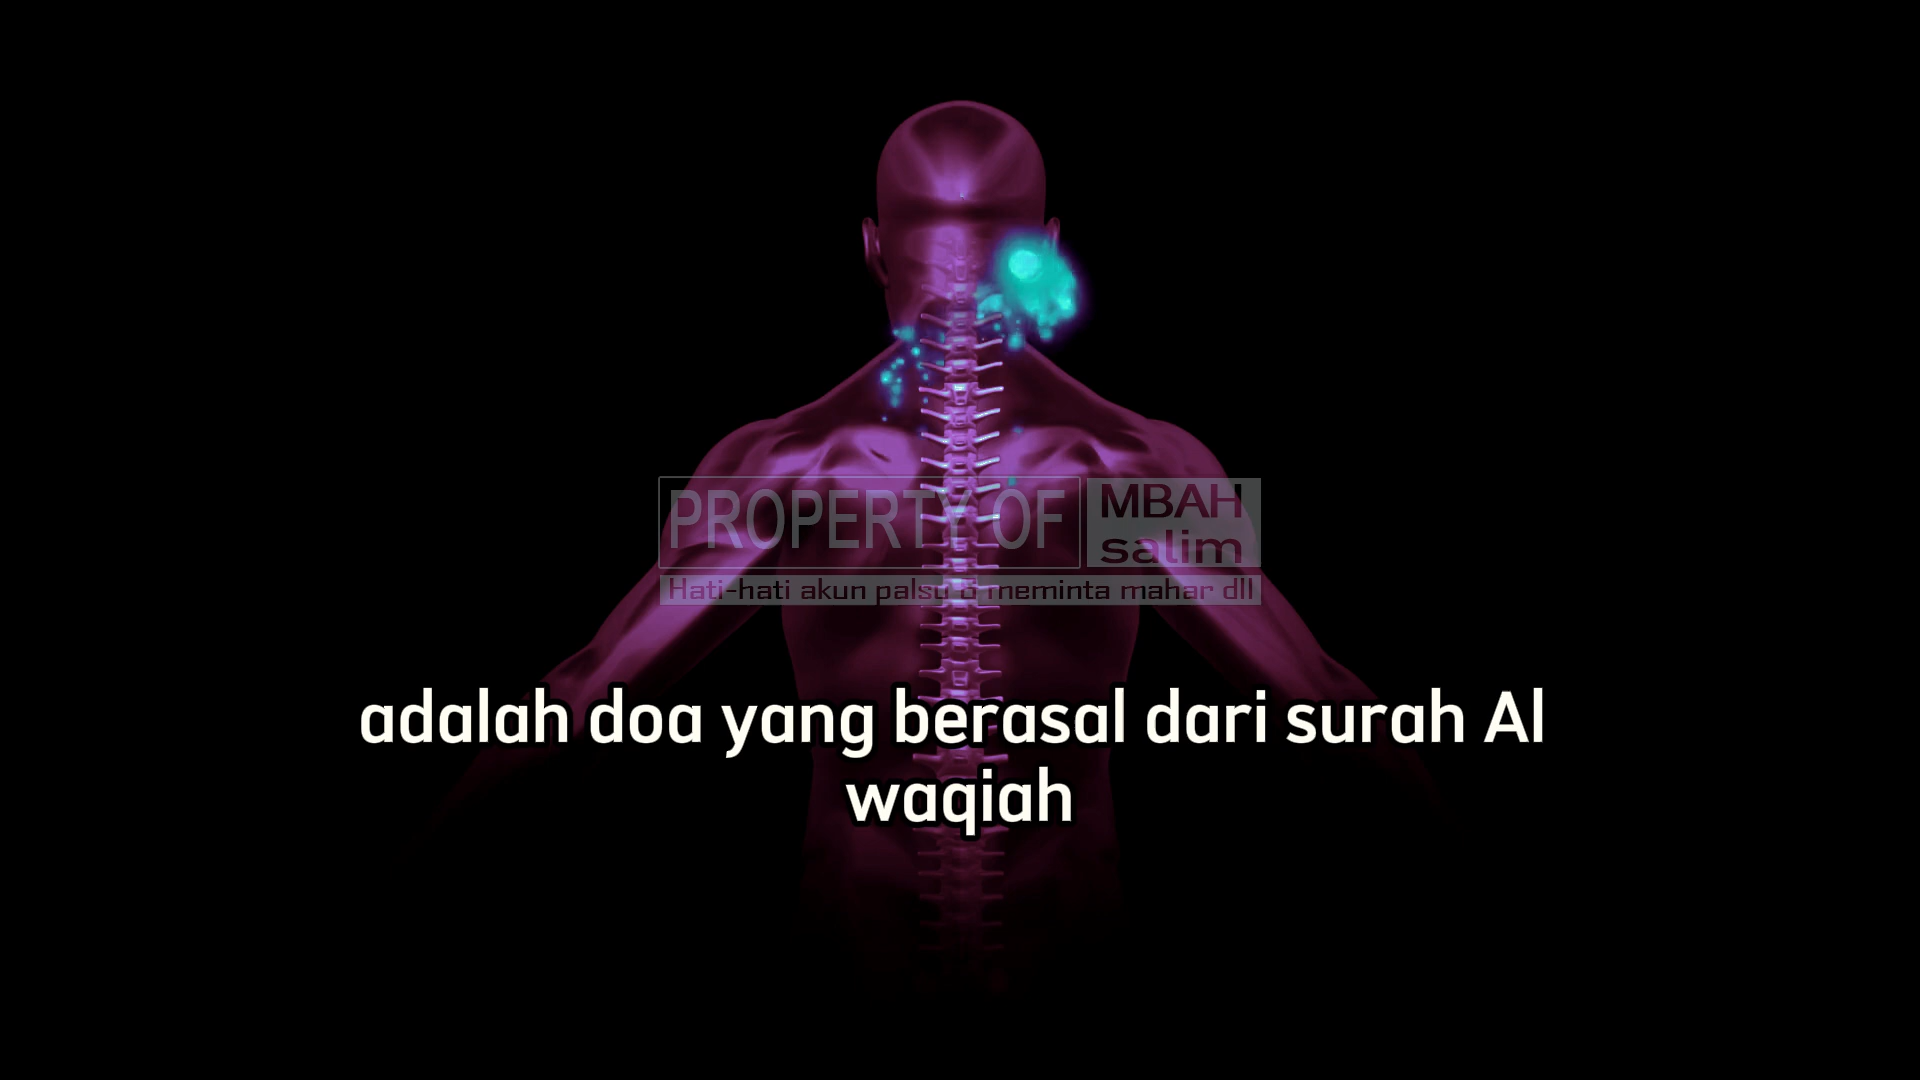 PROPERTY OF MBAH
salim
Hati-hati akun palsu & meminta mahar dll
adalah doa yang berasal dari surah Al
waqiah